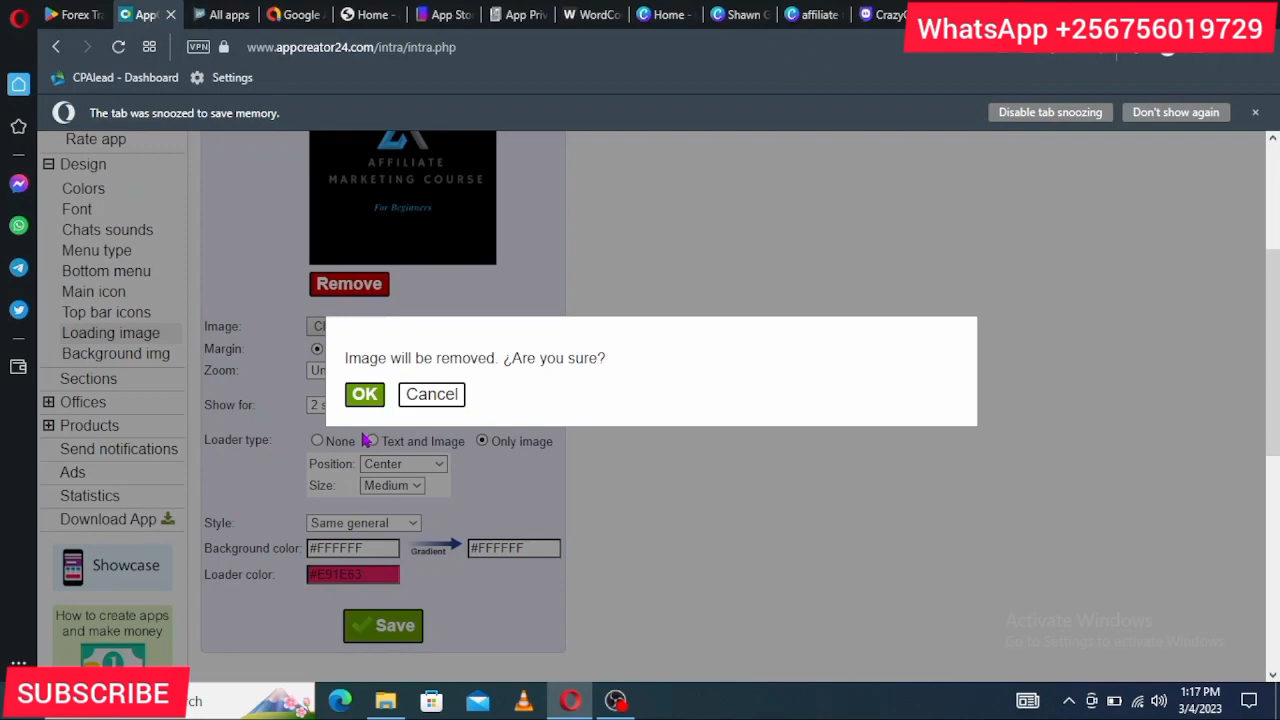 Forex Tra
App
All apps
Google A
Home -
App Stor
App Priv
WordCo
Home -
Shawn G
affiliate
CrazyG
WhatsApp +256756019729
VPN
www.appcreator24.com/intra/intra.php
CPAlead - Dashboard
Settings
The tab was snoozed to save memory.
Disable tab snoozing
Don't show again
Rate app
Design
Colors
Font
Chats sounds
Menu type
Bottom menu
Main icon
Top bar icons
Loading image
Background img
Sections
Offices
Products
Send notifications
Ads
Statistics
Download App
Showcase
How to create apps
and make money
AFFILIATE
MARKETING COURSE
For Beginners
Remove
Image:
Margin:
Zoom:
Show for: 2 s
Image will be removed. ¿Are you sure?
OK Cancel
Loader type: None Text and Image Only image
Position: Center
Size: Medium
Style: Same general
Background color: #FFFFFF Gradient #FFFFFF
Loader color: #E91E63
Save
Activate Windows
Go to Settings to activate Windows
SUBSCRIBE
rch
1:17 PM
3/4/2023